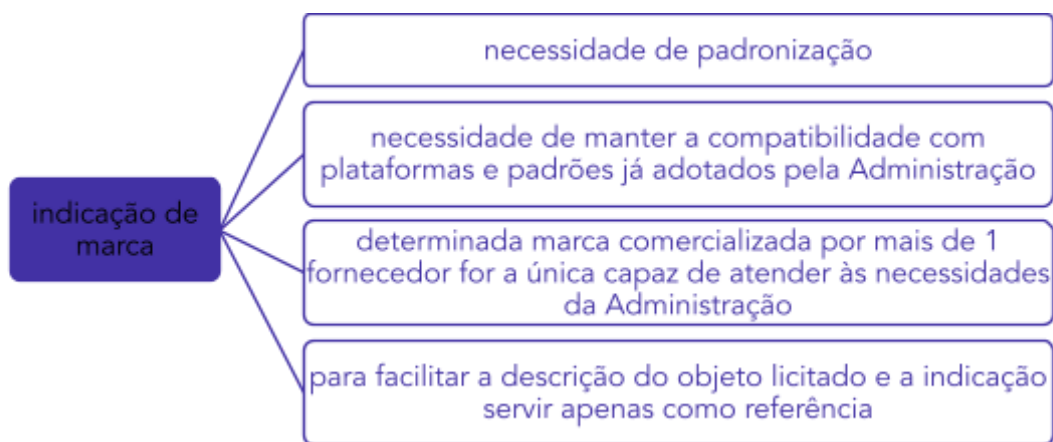 necessidade de padronização
necessidade de manter a compatibilidade com
plataformas e padrões já adotados pela Administração
indicação de
marca
determinada marca comercializada por mais de 1
fornecedor for a única capaz de atender às necessidades
da Administração
para facilitar a descrição do objeto licitado e a indicação
servir apenas como referência